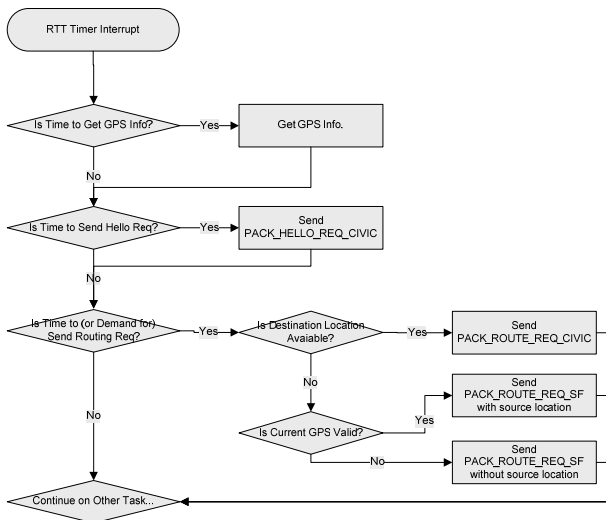 RTT Timer Interrupt
Is Time to Get GPS Info?
Yes
Get GPS Info.
No
Is Time to Send Hello Req?
Yes
Send
PACK_HELLO_REQ_CIVIC
No
Is Time to (or Demand for)
Send Routing Req?
Yes
Is Destination Location
Avaiable?
Yes
Send
PACK_ROUTE_REQ_CIVIC
No
Send
PACK_ROUTE_REQ_SF
with source location
No
Yes
Is Current GPS Valid?
No
Send
PACK_ROUTE_REQ_SF
without source location
Continue on Other Task...